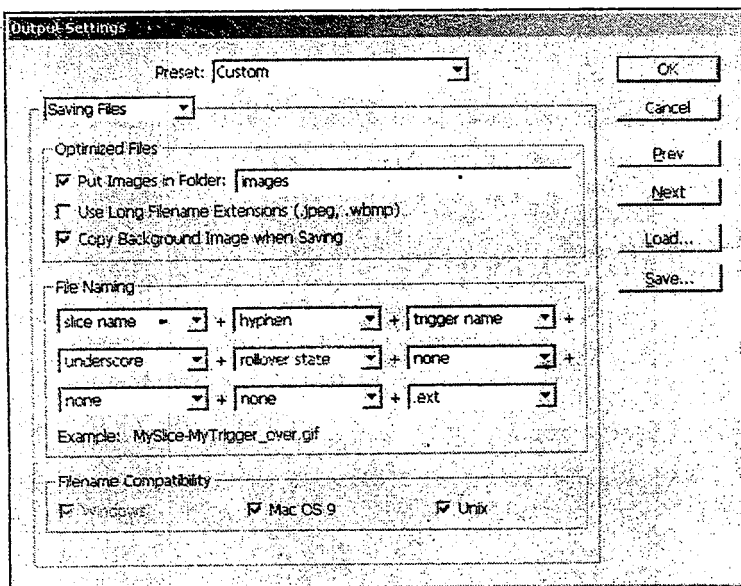 Output Settings
Preset: Custom
OK
Saving Files
Cancel
Optimized Files
Prev
Put Images in Folder: images
Next
Use Long Filename Extensions (.jpeg, .wbmp)
Copy Background Image when Saving
Load...
Save...
File Naming
slice name + hyphen + trigger name +
underscore + rollover state + none +
none + none + .ext
Example: MySlice-MyTrigger_over.gif
Filename Compatibility
Windows Mac OS 9 Unix